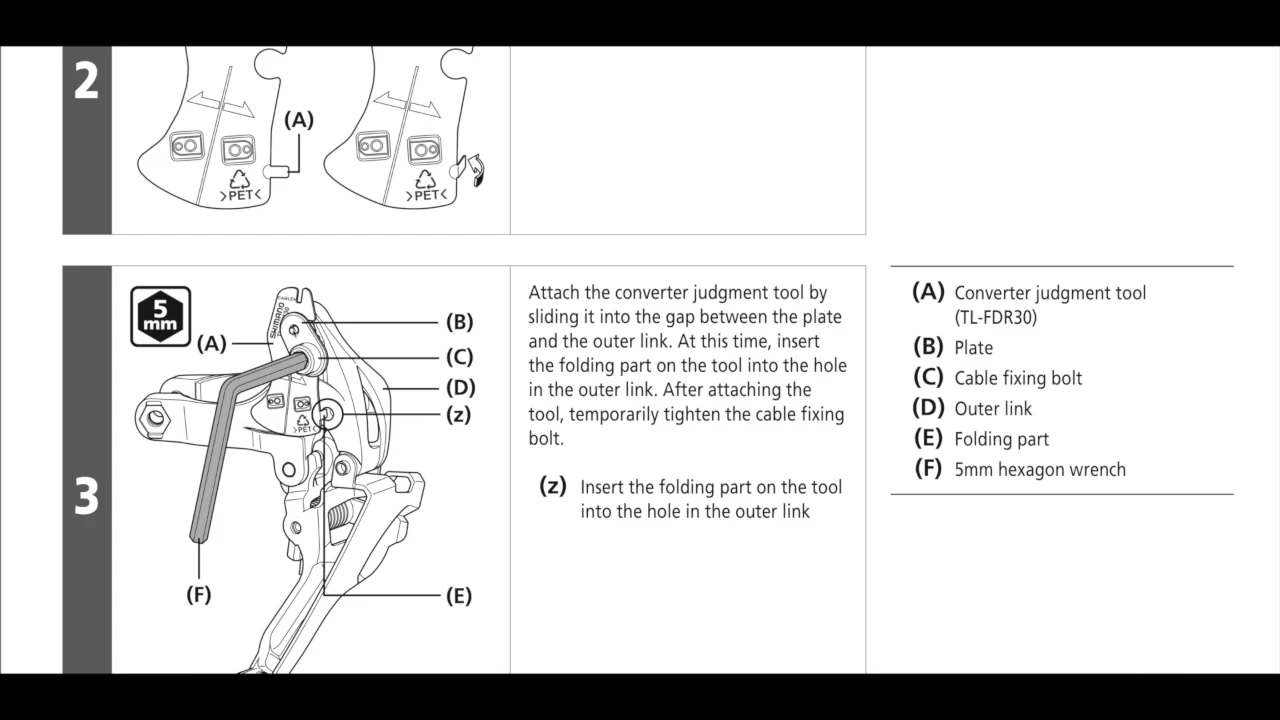 2
(A)
>PET<
>PET<
3
5
mm
SHIMANO
(A)
(B)
(C)
(D)
(z)
>PET<
(F)
(E)
Attach the converter judgment tool by
sliding it into the gap between the plate
and the outer link. At this time, insert
the folding part on the tool into the hole
in the outer link. After attaching the
tool, temporarily tighten the cable fixing
bolt.
(z) Insert the folding part on the tool
into the hole in the outer link
(A) Converter judgment tool
(TL-FDR30)
(B) Plate
(C) Cable fixing bolt
(D) Outer link
(E) Folding part
(F) 5mm hexagon wrench